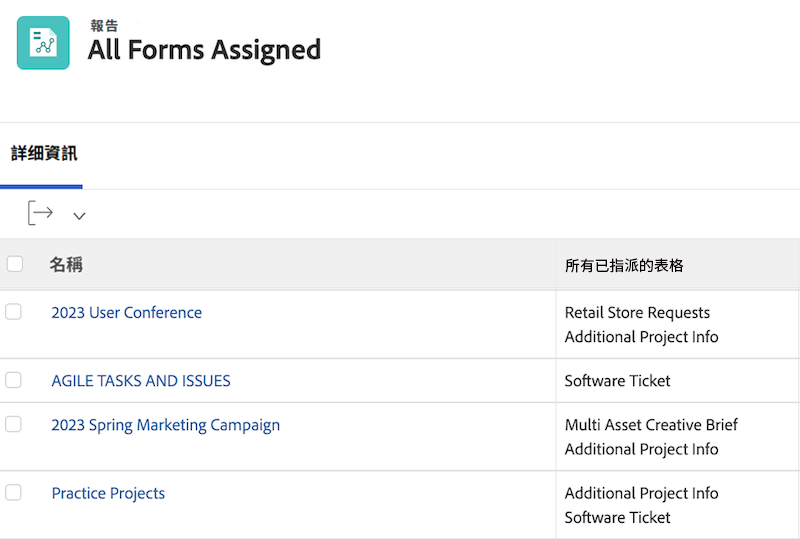 報告
All Forms Assigned
詳細資訊
名稱
所有已指派的表格
2023 User Conference
Retail Store Requests
Additional Project Info
AGILE TASKS AND ISSUES
Software Ticket
2023 Spring Marketing Campaign
Multi Asset Creative Brief
Additional Project Info
Practice Projects
Additional Project Info
Software Ticket